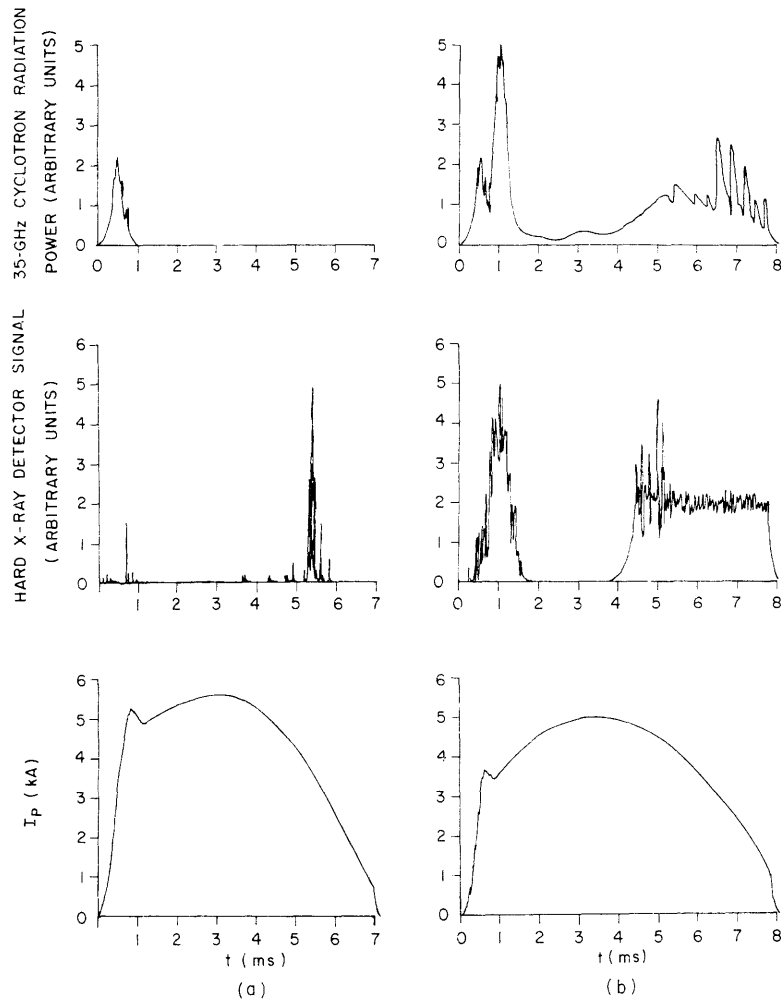 35-GHz CYCLOTRON RADIATION
POWER (ARBITRARY UNITS)
5
4
3
2
1
0
0 1 2 3 4 5 6 7
5
4
3
2
1
0
0 1 2 3 4 5 6 7 8
HARD X-RAY DETECTOR SIGNAL
(ARBITRARY UNITS)
6
5
4
3
2
1
0
0 1 2 3 4 5 6 7
6
5
4
3
2
1
0
0 1 2 3 4 5 6 7 8
IP (kA)
6
5
4
3
2
1
0
0 1 2 3 4 5 6 7
t (ms)
(a)
6
5
4
3
2
1
0
0 1 2 3 4 5 6 7 8
t (ms)
(b)